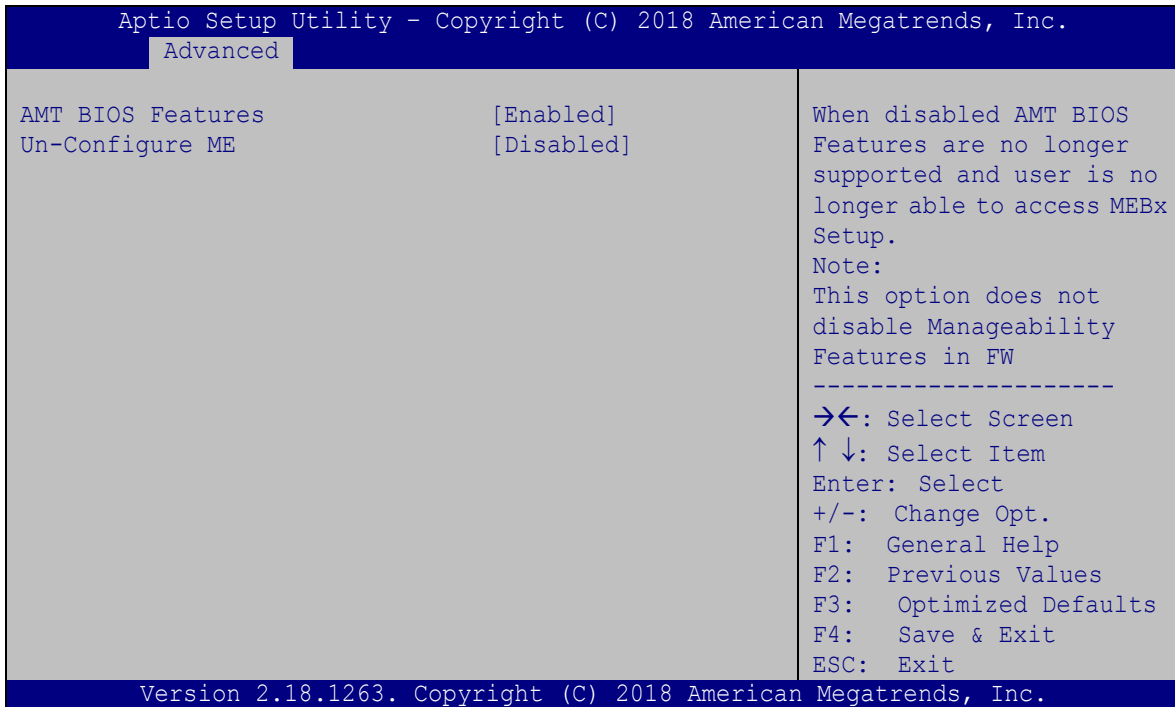 Aptio Setup Utility – Copyright (C) 2018 American Megatrends, Inc.
Advanced
AMT BIOS Features [Enabled]
Un-Configure ME [Disabled]
When disabled AMT BIOS
Features are no longer
supported and user is no
longer able to access MEBx
Setup.
Note:
This option does not
disable Manageability
Features in FW
---------------------
→←: Select Screen
↑ ↓: Select Item
Enter: Select
+/-: Change Opt.
F1: General Help
F2: Previous Values
F3: Optimized Defaults
F4: Save & Exit
ESC: Exit
Version 2.18.1263. Copyright (C) 2018 American Megatrends, Inc.